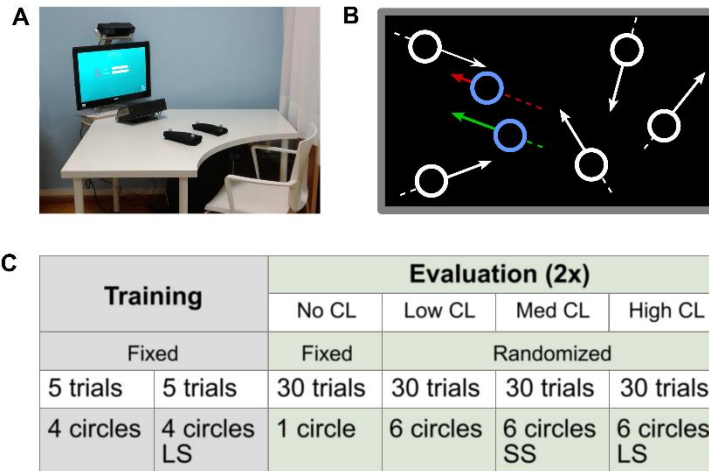 A
B
C
Training
Evaluation (2x)
No CL Low CL Med CL High CL
Fixed Fixed Randomized
5 trials 5 trials 30 trials 30 trials 30 trials 30 trials
4 circles 4 circles 1 circle 6 circles 6 circles 6 circles
LS SS LS